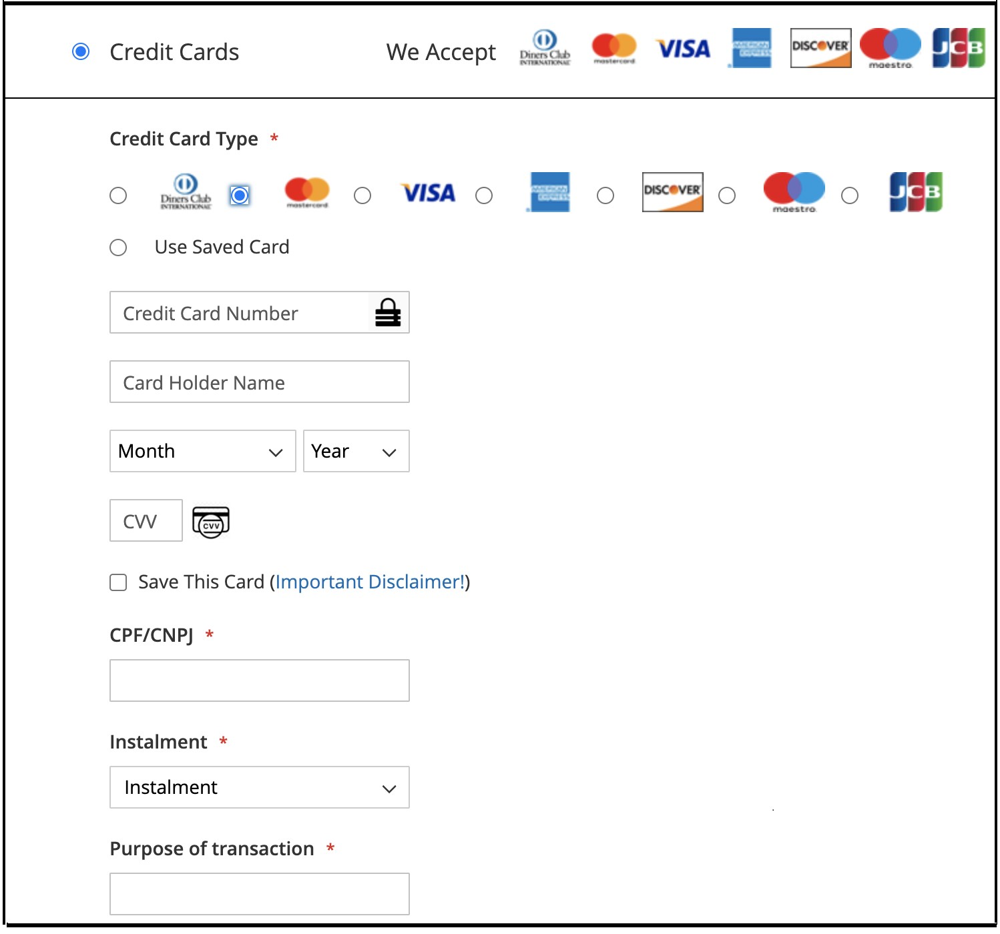 Credit Cards We Accept Diners Club INTERNATIONAL mastercard VISA AMERICAN EXPRESS DISCOVER maestro JCB
Credit Card Type *
Diners Club INTERNATIONAL mastercard VISA AMERICAN EXPRESS DISCOVER maestro JCB
Use Saved Card
Credit Card Number
Card Holder Name
Month Year
CVV CVV
Save This Card (Important Disclaimer!)
CPF/CNPJ *
Instalment *
Instalment
Purpose of transaction *